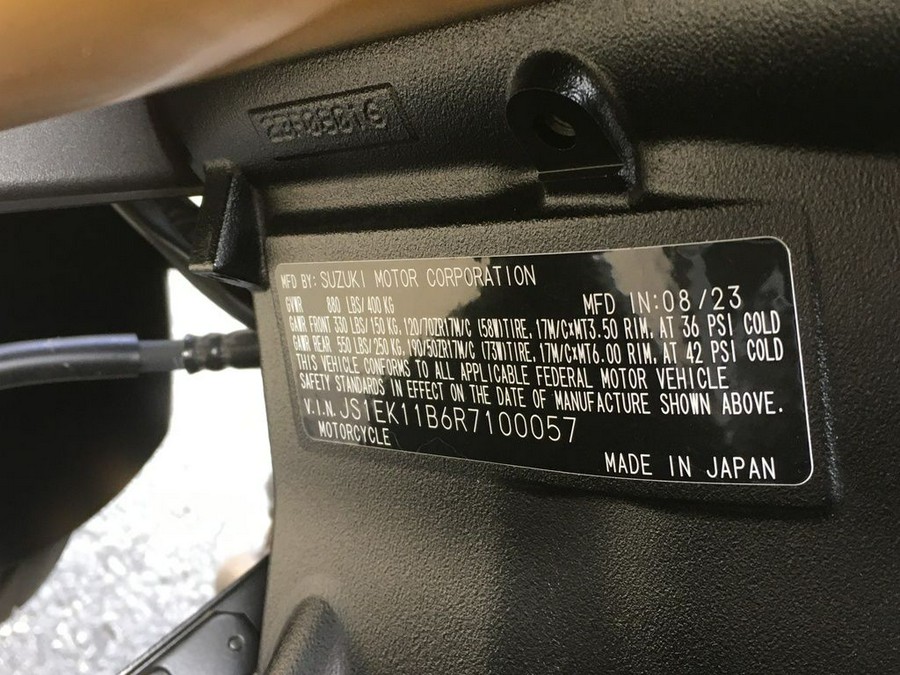 MFD BY: SUZUKI MOTOR CORPORATION
GVWR 880 LBS/400 KG MFD IN:08/23
GAWR FRONT 330 LBS/150 KG, 120/70ZR17M/C (58W)TIRE, 17M/C×MT3.50 RIM, AT 36 PSI COLD
GAWR REAR 550 LBS/250 KG, 190/50ZR17M/C (73W)TIRE, 17M/C×MT6.00 RIM, AT 42 PSI COLD
THIS VEHICLE CONFORMS TO ALL APPLICABLE FEDERAL MOTOR VEHICLE
SAFETY STANDARDS IN EFFECT ON THE DATE OF MANUFACTURE SHOWN ABOVE.
V.I.N. JS1EK11B6R7100057
MOTORCYCLE MADE IN JAPAN